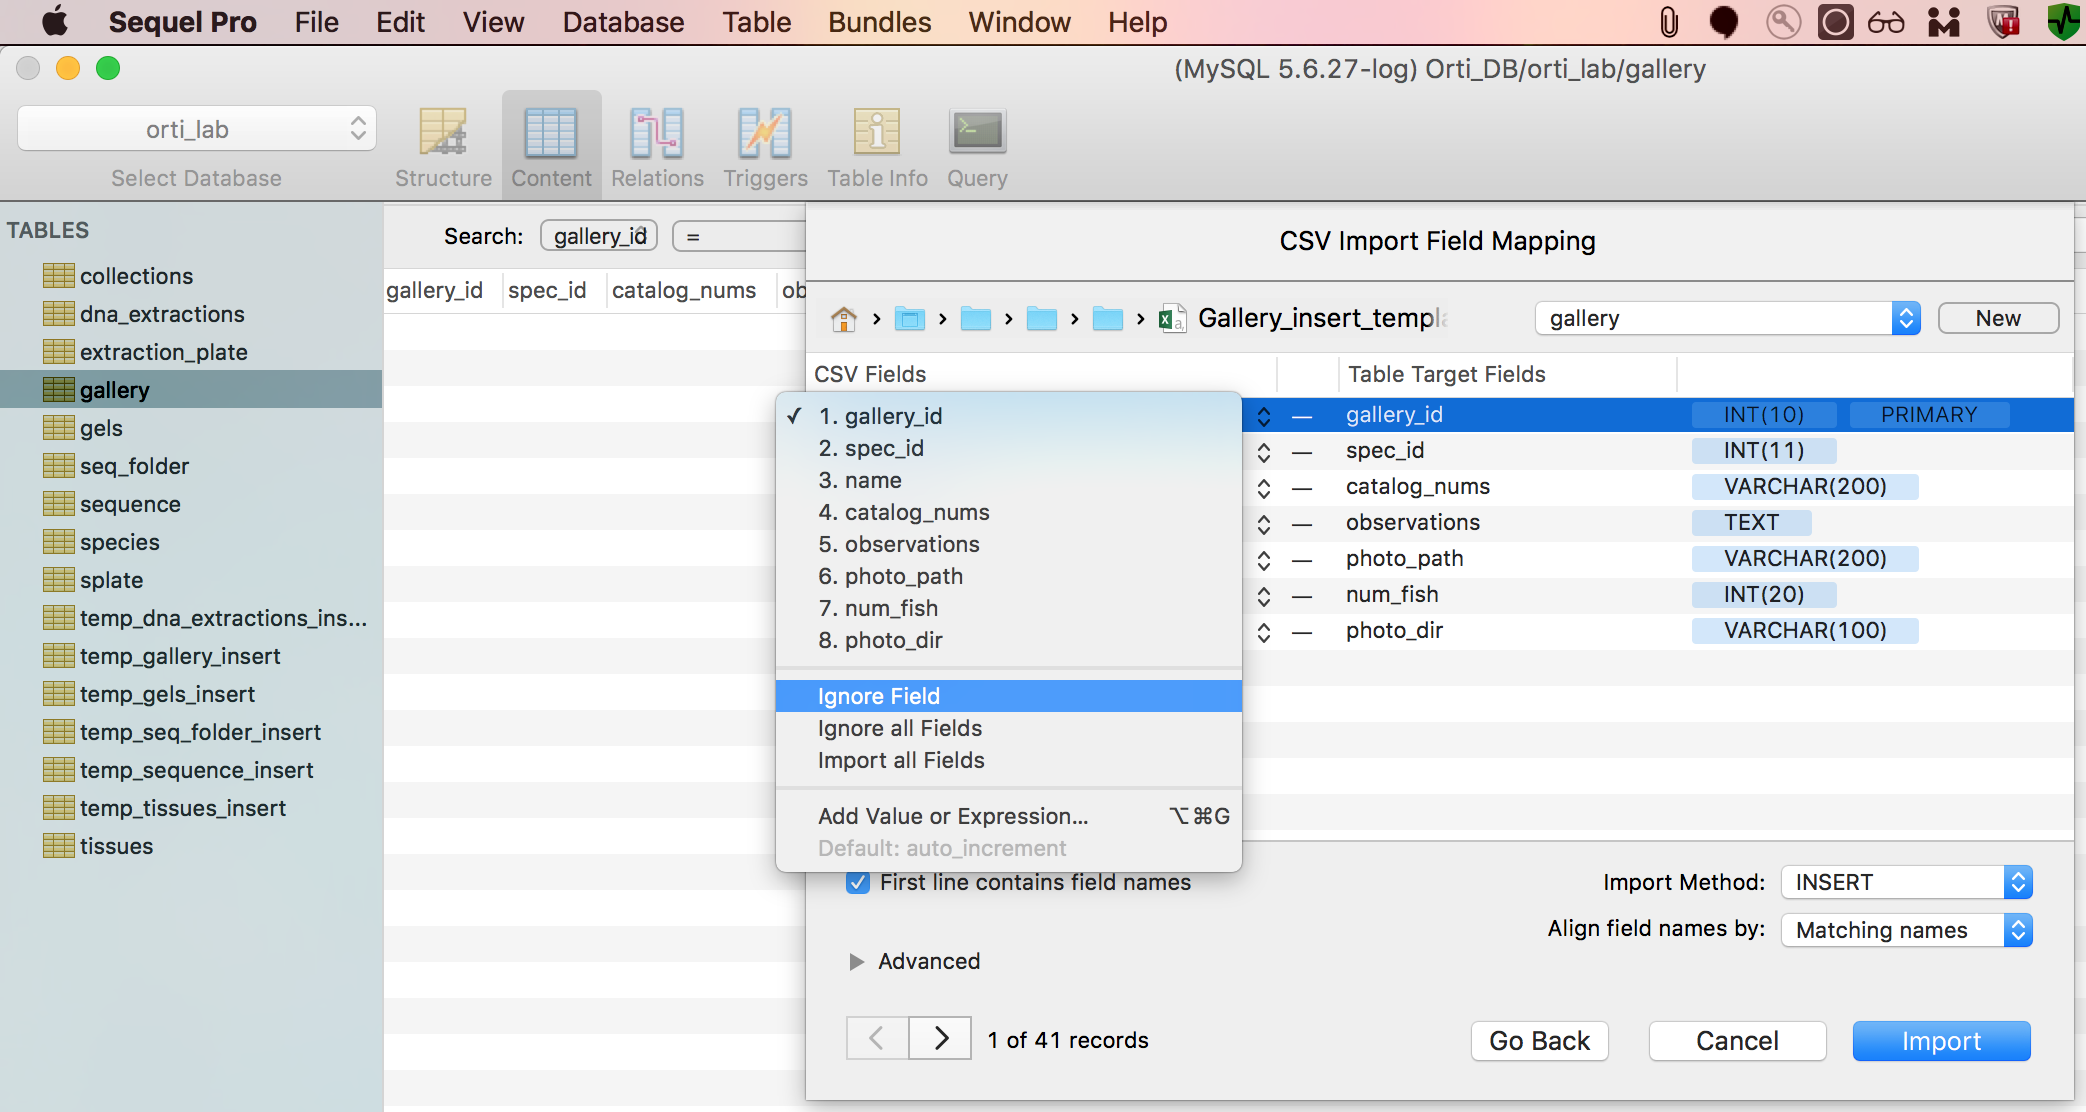 Sequel Pro File Edit View Database Table Bundles Window Help
(MySQL 5.6.27-log) Orti_DB/orti_lab/gallery
orti_lab
Select Database Structure Content Relations Triggers Table Info Query
TABLES
collections
dna_extractions
extraction_plate
gallery
gels
seq_folder
sequence
species
splate
temp_dna_extractions_ins...
temp_gallery_insert
temp_gels_insert
temp_seq_folder_insert
temp_sequence_insert
temp_tissues_insert
tissues
Search: gallery_id =
gallery_id spec_id catalog_nums ob
CSV Import Field Mapping
Gallery_insert_templa gallery New
CSV Fields Table Target Fields
✓ 1. gallery_id
2. spec_id
3. name
4. catalog_nums
5. observations
6. photo_path
7. num_fish
8. photo_dir
Ignore Field
Ignore all Fields
Import all Fields
Add Value or Expression... ⌥⌘G
Default: auto_increment
— gallery_id INT(10) PRIMARY
— spec_id INT(11)
— catalog_nums VARCHAR(200)
— observations TEXT
— photo_path VARCHAR(200)
— num_fish INT(20)
— photo_dir VARCHAR(100)
First line contains field names
Import Method: INSERT
Align field names by: Matching names
Advanced
1 of 41 records
Go Back Cancel Import